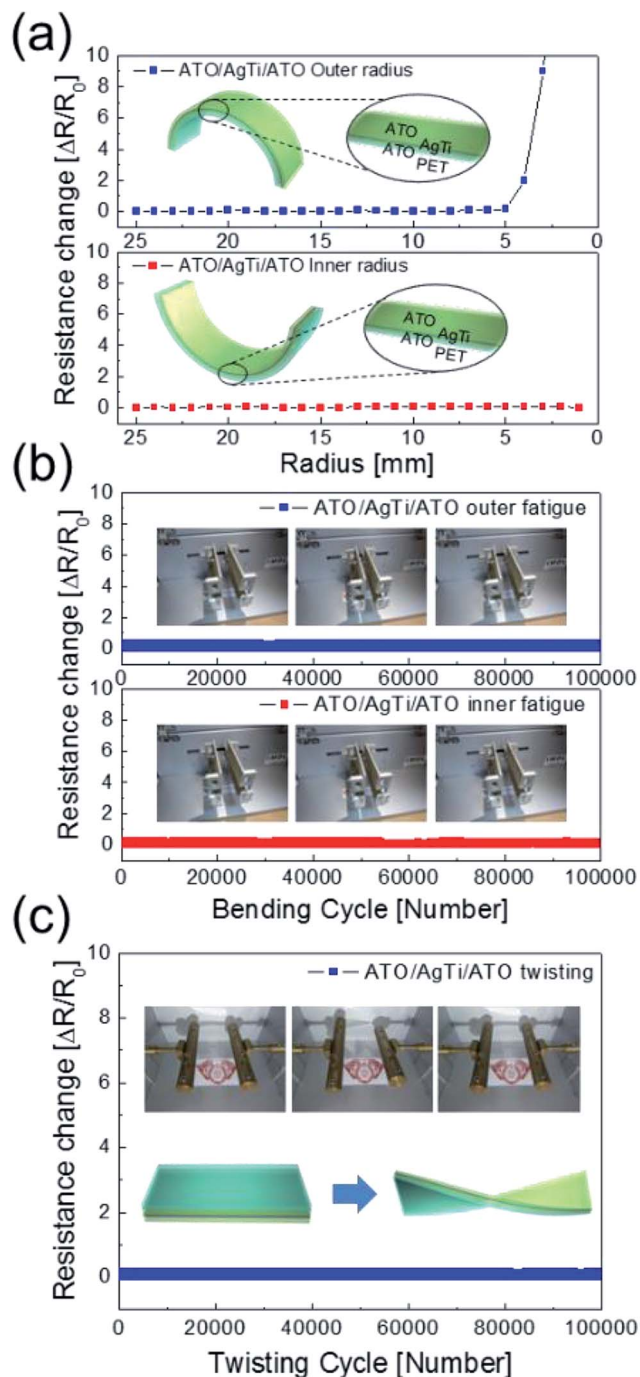 (a)
Resistance change [ΔR/R0]
10
8
6
4
2
0
ATO/AgTi/ATO Outer radius
ATO
AgTi
ATO
PET
25
20
15
10
5
0
8
6
4
2
0
ATO/AgTi/ATO Inner radius
ATO
AgTi
ATO
PET
25
20
15
10
5
0
Radius [mm]
(b)
Resistance change [ΔR/R0]
10
8
6
4
2
0
ATO/AgTi/ATO outer fatigue
0
20000
40000
60000
80000
100000
8
6
4
2
0
ATO/AgTi/ATO inner fatigue
0
20000
40000
60000
80000
100000
Bending Cycle [Number]
(c)
Resistance change [ΔR/R0]
10
8
6
4
2
0
ATO/AgTi/ATO twisting
0
20000
40000
60000
80000
100000
Twisting Cycle [Number]